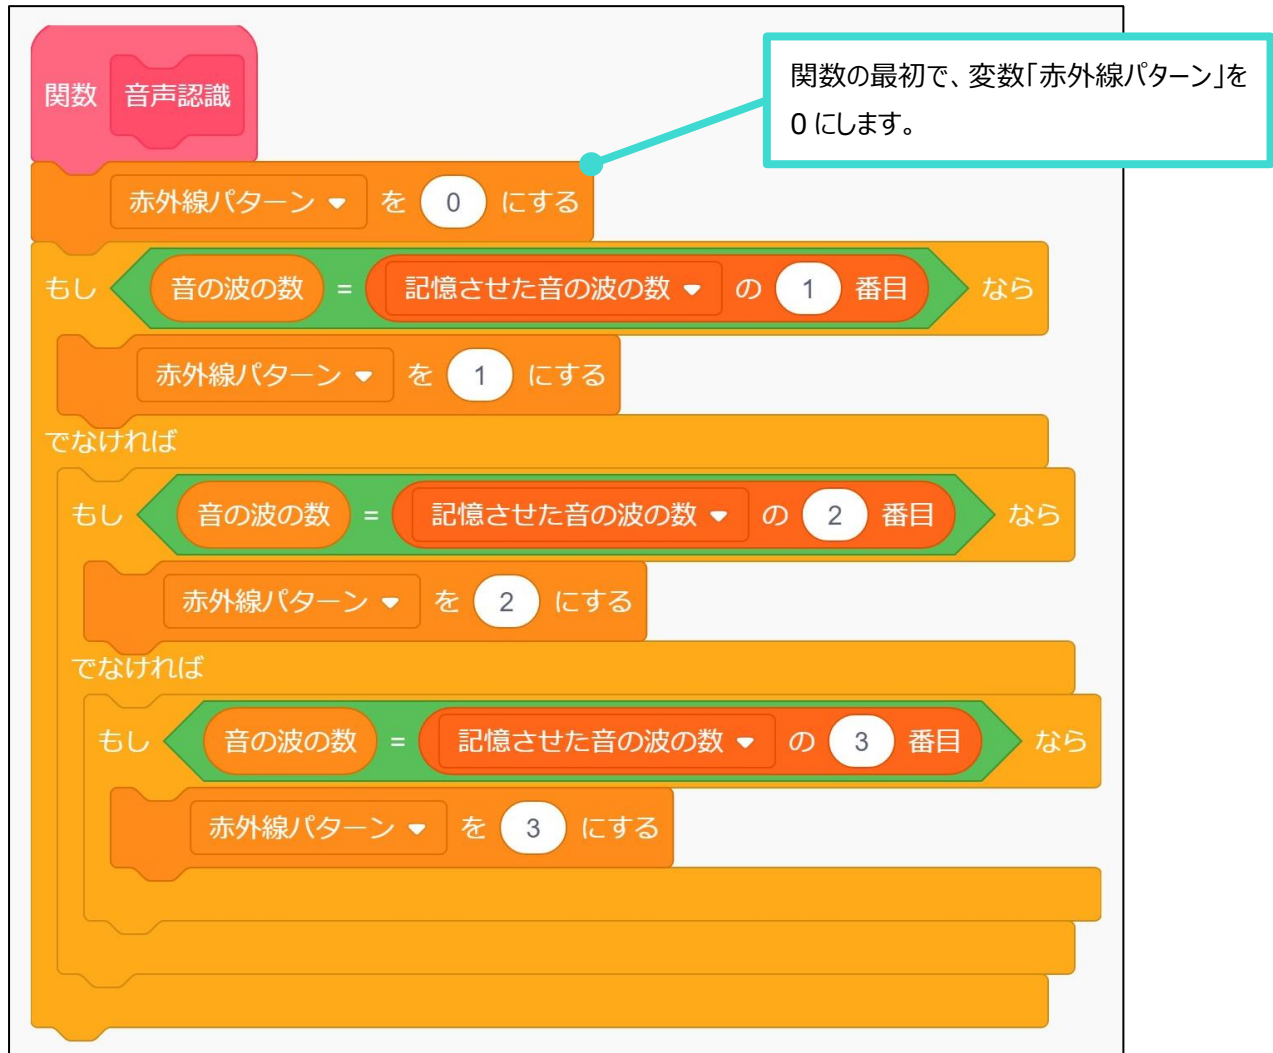 関数 音声認識
関数の最初で、変数「赤外線パターン」を
0 にします。
赤外線パターン を 0 にする
もし 音の波の数 = 記憶させた音の波の数 の 1 番目 なら
赤外線パターン を 1 にする
でなければ
もし 音の波の数 = 記憶させた音の波の数 の 2 番目 なら
赤外線パターン を 2 にする
でなければ
もし 音の波の数 = 記憶させた音の波の数 の 3 番目 なら
赤外線パターン を 3 にする